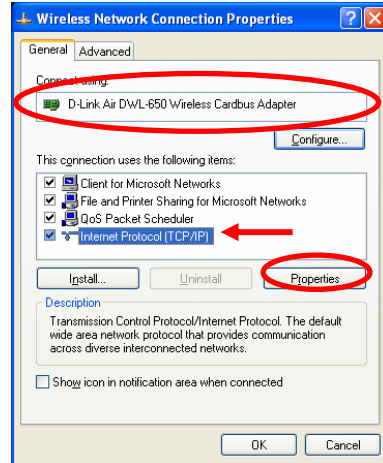 Wireless Network Connection Properties
General Advanced
Connect using:
D-Link Air DWL-650 Wireless Cardbus Adapter
Configure...
This connection uses the following items:
Client for Microsoft Networks
File and Printer Sharing for Microsoft Networks
QoS Packet Scheduler
Internet Protocol (TCP/IP)
Install... Uninstall Properties
Description
Transmission Control Protocol/Internet Protocol. The default
wide area network protocol that provides communication
across diverse interconnected networks.
Show icon in notification area when connected
OK Cancel